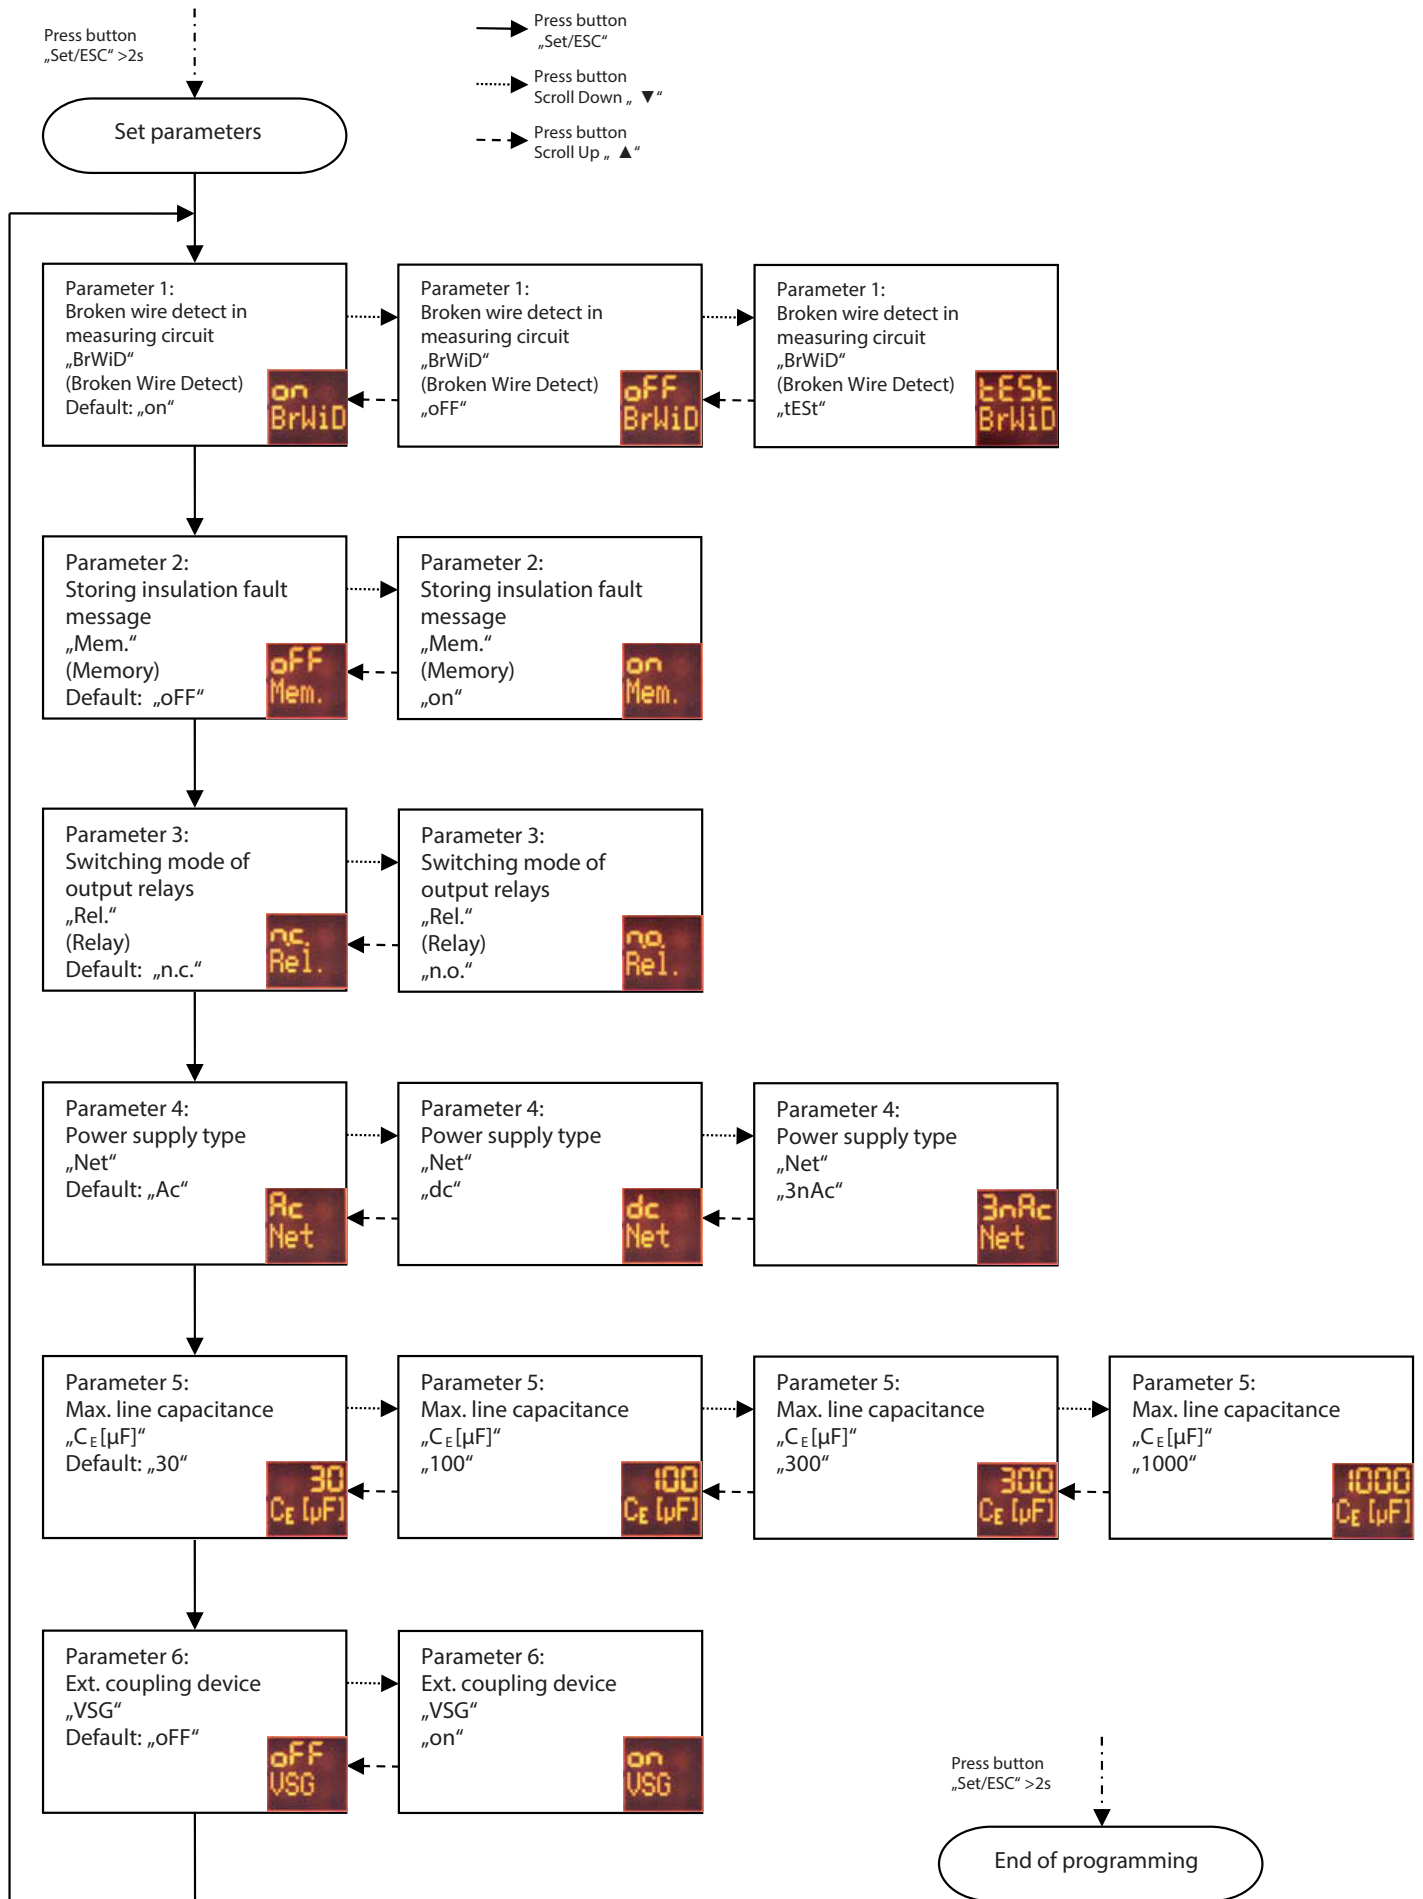 Press button
„Set/ESC“ >2s
Press button
„Set/ESC“
Press button
Scroll Down „ ▼“
Press button
Scroll Up „ ▲“
Set parameters
Parameter 1:
Broken wire detect in
measuring circuit
„BrWiD“
(Broken Wire Detect)
Default: „on“
on
BrWiD
Parameter 1:
Broken wire detect in
measuring circuit
„BrWiD“
(Broken Wire Detect)
„oFF“
oFF
BrWiD
Parameter 1:
Broken wire detect in
measuring circuit
„BrWiD“
(Broken Wire Detect)
„tESt“
tESt
BrWiD
Parameter 2:
Storing insulation fault
message
„Mem.“
(Memory)
Default: „oFF“
oFF
Mem.
Parameter 2:
Storing insulation fault
message
„Mem.“
(Memory)
„on“
on
Mem.
Parameter 3:
Switching mode of
output relays
„Rel.“
(Relay)
Default: „n.c.“
n.c.
Rel.
Parameter 3:
Switching mode of
output relays
„Rel.“
(Relay)
„n.o.“
n.o.
Rel.
Parameter 4:
Power supply type
„Net“
Default: „Ac“
Ac
Net
Parameter 4:
Power supply type
„Net“
„dc“
dc
Net
Parameter 4:
Power supply type
„Net“
„3nAc“
3nAc
Net
Parameter 5:
Max. line capacitance
„C E [µF]“
Default: „30“
30
CE [µF]
Parameter 5:
Max. line capacitance
„C E [µF]“
„100“
100
CE [µF]
Parameter 5:
Max. line capacitance
„C E [µF]“
„300“
300
CE [µF]
Parameter 5:
Max. line capacitance
„C E [µF]“
„1000“
1000
CE [µF]
Parameter 6:
Ext. coupling device
„VSG“
Default: „oFF“
oFF
VSG
Parameter 6:
Ext. coupling device
„VSG“
„on“
on
VSG
Press button
„Set/ESC“ >2s
End of programming